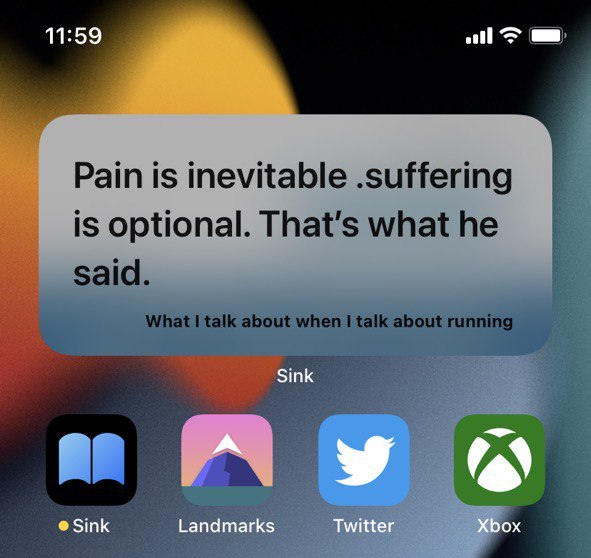 11:59
Pain is inevitable .suffering
is optional. That’s what he
said.
What I talk about when I talk about running
Sink
Sink
Landmarks
Twitter
Xbox